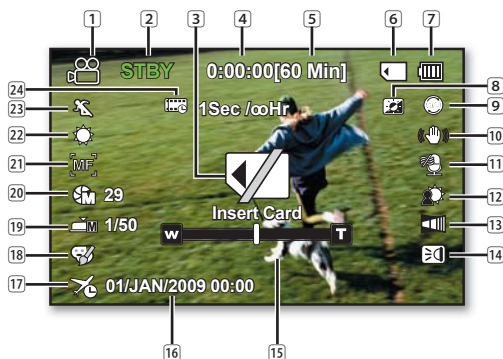 1 2 3 4 5 6 7
STBY 0:00:00[60 Min]
24 8
1Sec /∞Hr
23 9
22 10
21 MF 11
20 M 29 12
Insert Card
19 M 1/50 13
W T
18 14
17 01/JAN/2009 00:00
16 15